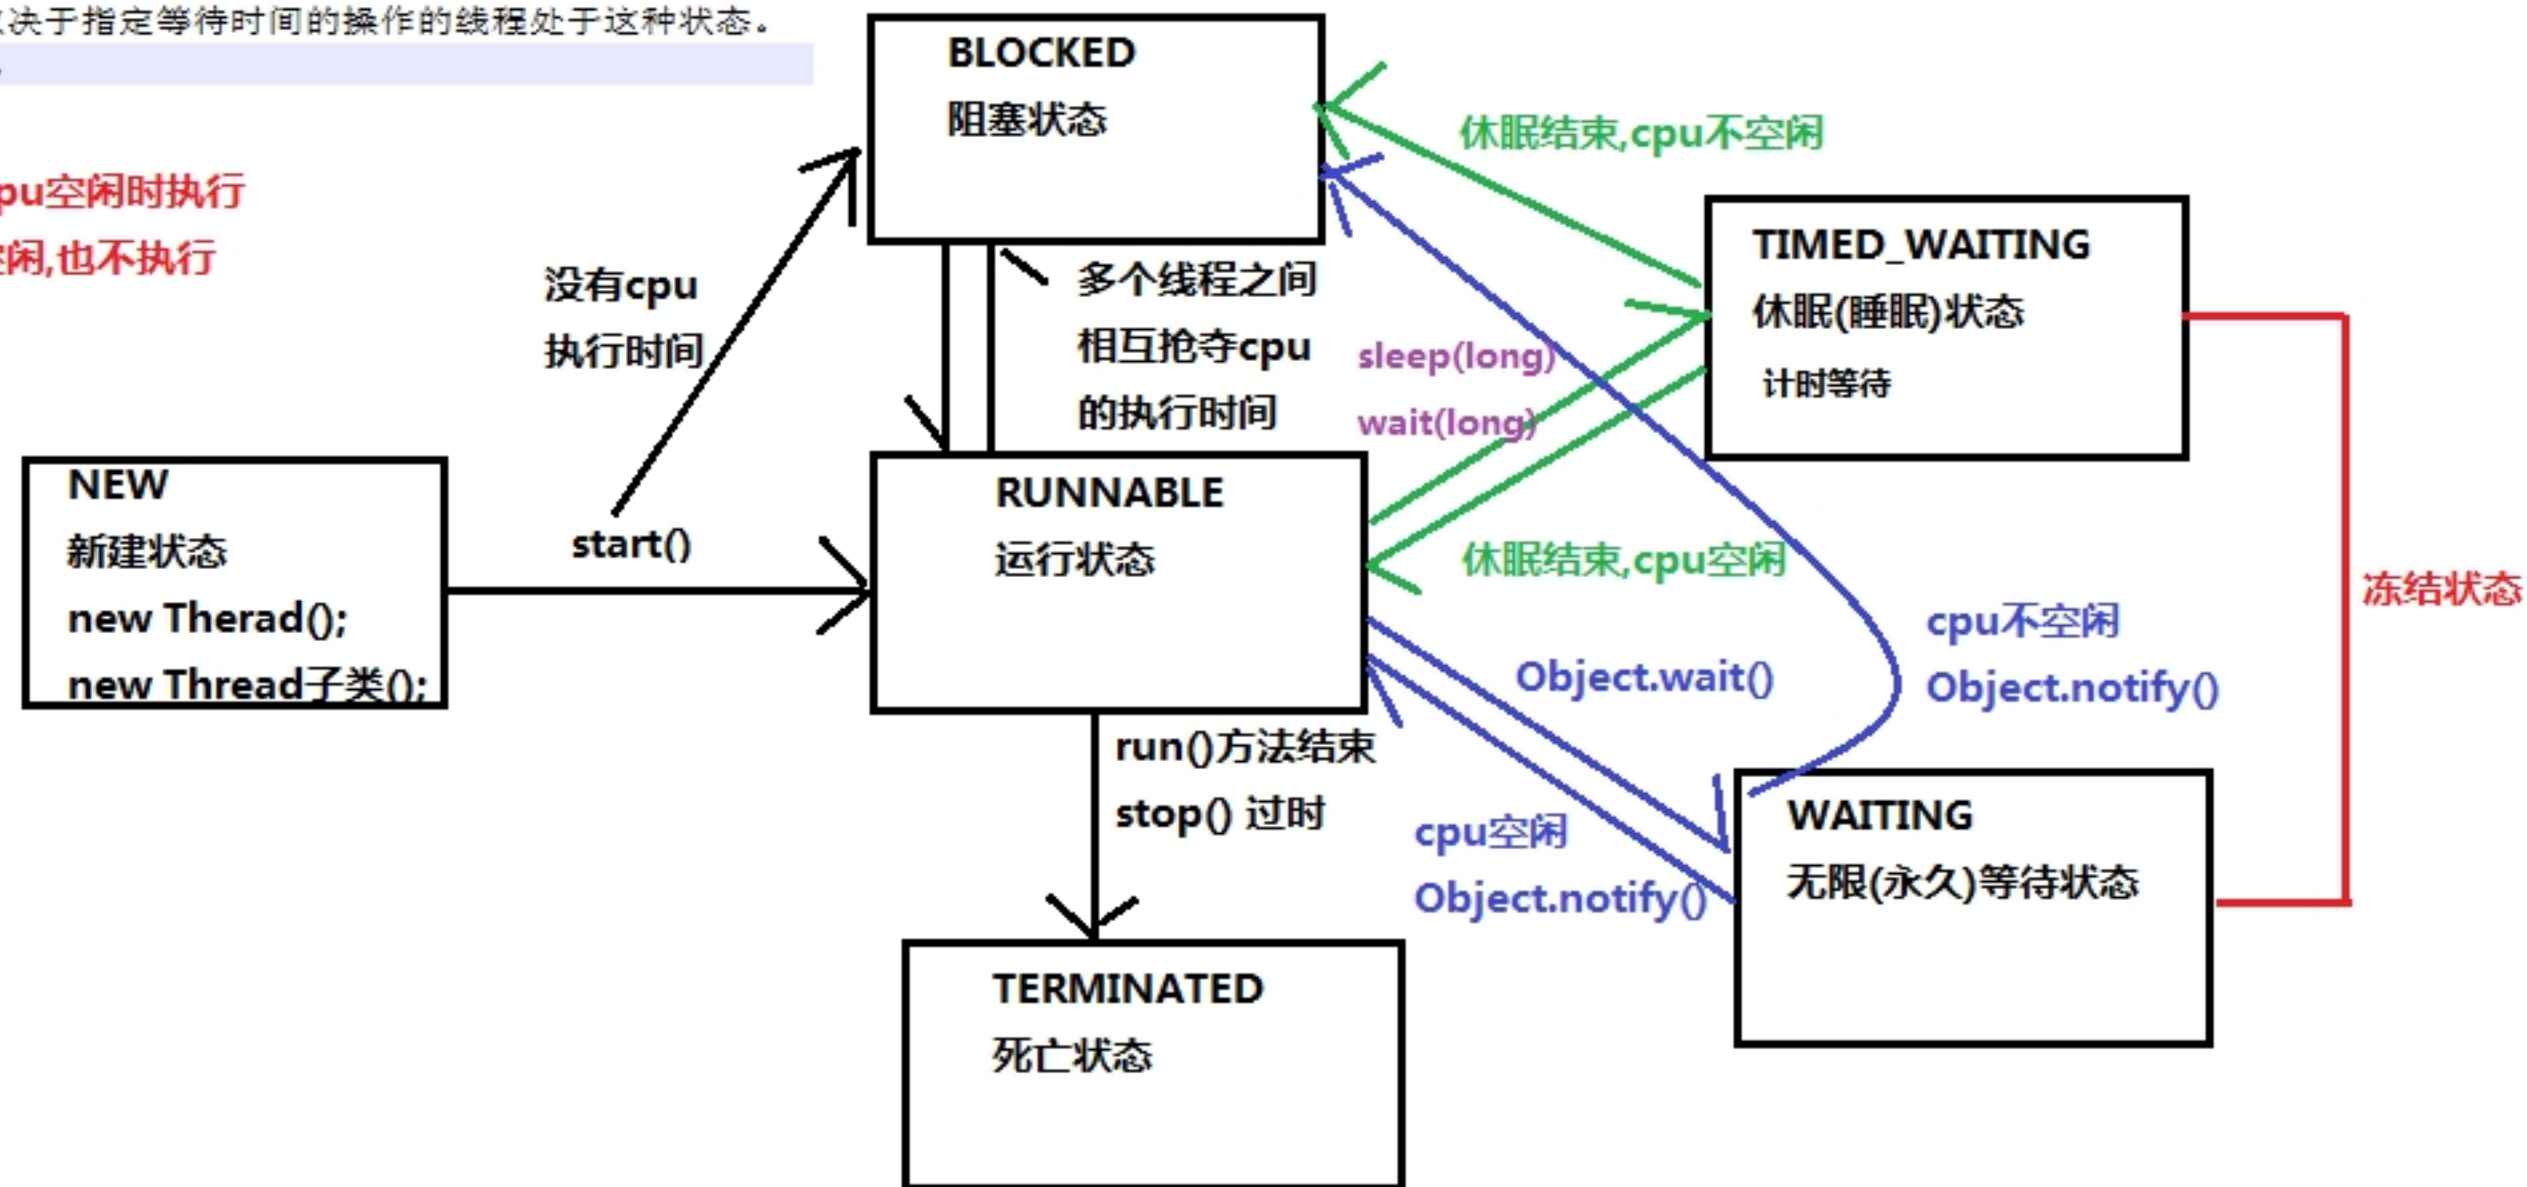 决于指定等待时间的操作的线程处于这种状态。
BLOCKED
阻塞状态
休眠结束,cpu不空闲
pu空闲时执行
闲,也不执行
没有cpu
执行时间
多个线程之间
相互抢夺cpu
的执行时间
sleep(long)
wait(long)
TIMED_WAITING
休眠(睡眠)状态
计时等待
NEW
新建状态
new Therad();
new Thread子类();
start()
RUNNABLE
运行状态
休眠结束,cpu空闲
冻结状态
cpu不空闲
Object.notify()
Object.wait()
run()方法结束
stop() 过时
cpu空闲
Object.notify()
WAITING
无限(永久)等待状态
TERMINATED
死亡状态